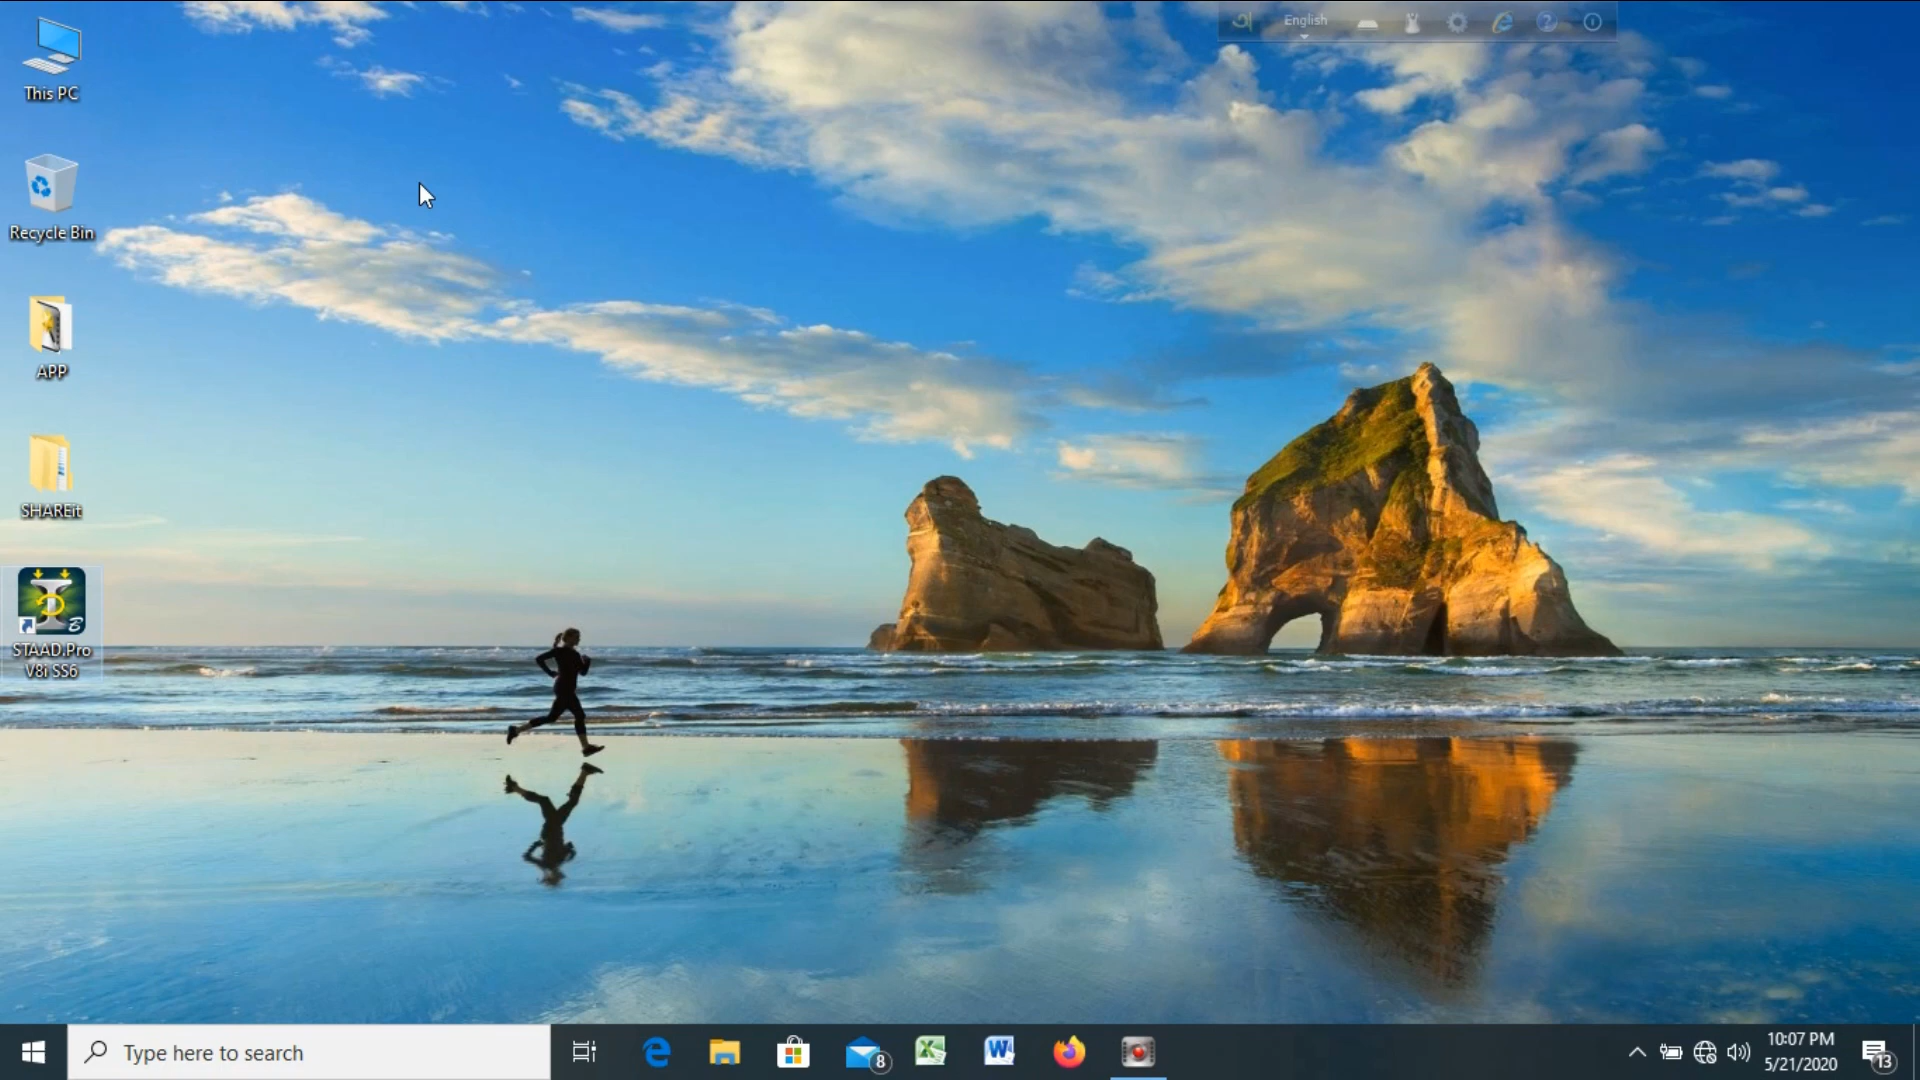 This PC
Recycle Bin
APP
SHAREit
STAAD.Pro
V8i SS6
অ
English
?
Type here to search
8
10:07 PM
5/21/2020
13